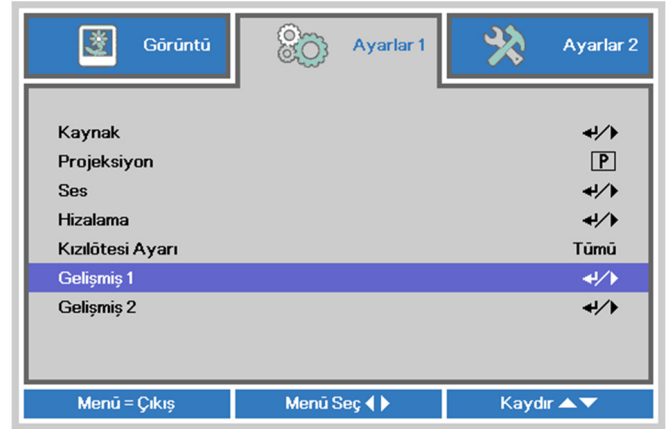 Görüntü Ayarlar 1 Ayarlar 2
Kaynak
Projeksiyon P
Ses
Hizalama
Kızılötesi Ayarı Tümü
Gelişmiş 1
Gelişmiş 2
Menü = Çıkış Menü Seç Kaydır